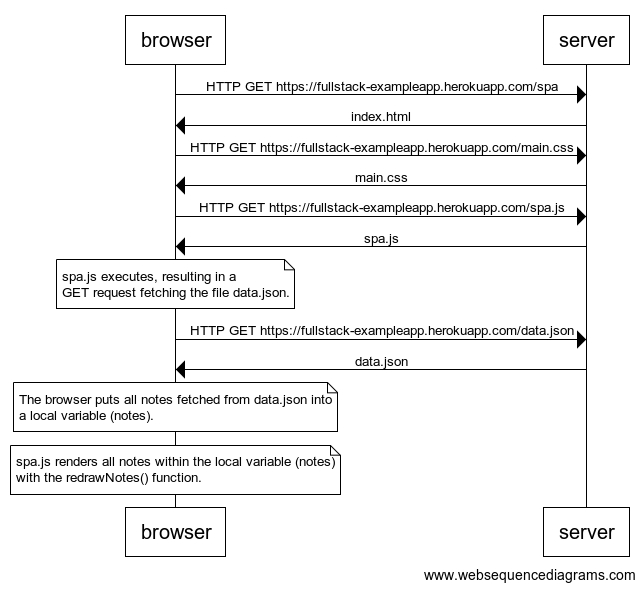 browser
server
HTTP GET https://fullstack-exampleapp.herokuapp.com/spa
index.html
HTTP GET https://fullstack-exampleapp.herokuapp.com/main.css
main.css
HTTP GET https://fullstack-exampleapp.herokuapp.com/spa.js
spa.js
spa.js executes, resulting in a
GET request fetching the file data.json.
HTTP GET https://fullstack-exampleapp.herokuapp.com/data.json
data.json
The browser puts all notes fetched from data.json into
a local variable (notes).
spa.js renders all notes within the local variable (notes)
with the redrawNotes() function.
browser
server
www.websequencediagrams.com